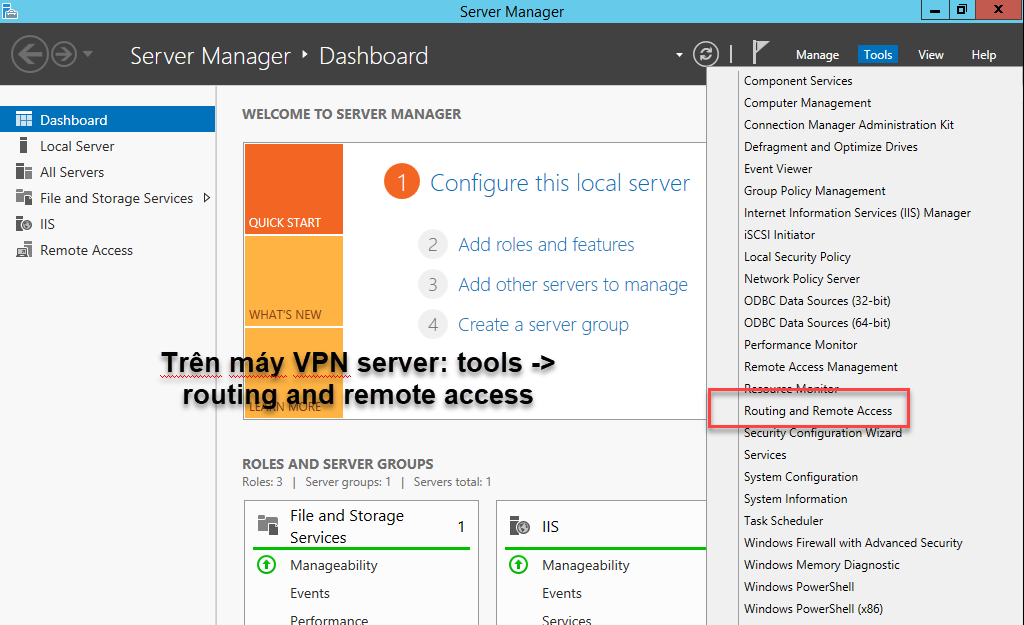 Server Manager
Server Manager ‣ Dashboard
Manage Tools View Help
Dashboard
Local Server
All Servers
File and Storage Services
IIS
Remote Access
WELCOME TO SERVER MANAGER
QUICK START
WHAT'S NEW
LEARN MORE
1 Configure this local server
2 Add roles and features
3 Add other servers to manage
4 Create a server group
Trên máy VPN server: tools ->
routing and remote access
ROLES AND SERVER GROUPS
Roles: 3 | Server groups: 1 | Servers total: 1
File and Storage
Services
1
Manageability
Events
Performance
IIS
Manageability
Events
Services
Component Services
Computer Management
Connection Manager Administration Kit
Defragment and Optimize Drives
Event Viewer
Group Policy Management
Internet Information Services (IIS) Manager
iSCSI Initiator
Local Security Policy
Network Policy Server
ODBC Data Sources (32-bit)
ODBC Data Sources (64-bit)
Performance Monitor
Remote Access Management
Resource Monitor
Routing and Remote Access
Security Configuration Wizard
Services
System Configuration
System Information
Task Scheduler
Windows Firewall with Advanced Security
Windows Memory Diagnostic
Windows PowerShell
Windows PowerShell (x86)